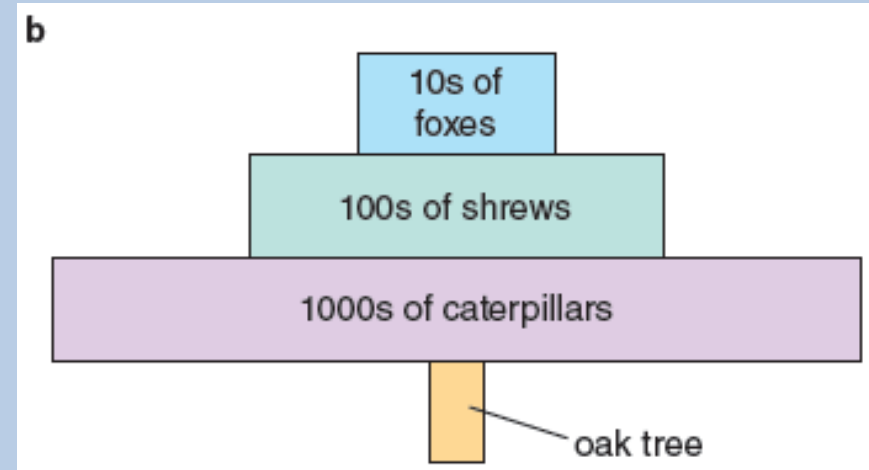 b
10s of
foxes
100s of shrews
1000s of caterpillars
oak tree